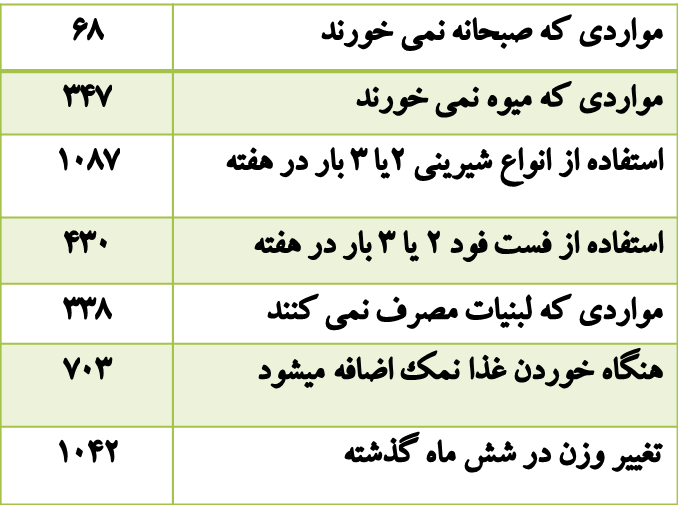 مواردی که صبحانه نمی خورند ۶۸
مواردی که میوه نمی خورند ۳۴۷
استفاده از انواع شیرینی ۲یا ۳ بار در هفته ۱۰۸۷
استفاده از فست فود ۲ یا ۳ بار در هفته ۴۳۰
مواردی که لبنیات مصرف نمی کنند ۳۳۸
هنگاه خوردن غذا نمک اضافه میشود ۷۰۳
تغییر وزن در شش ماه گذشته ۱۰۴۲